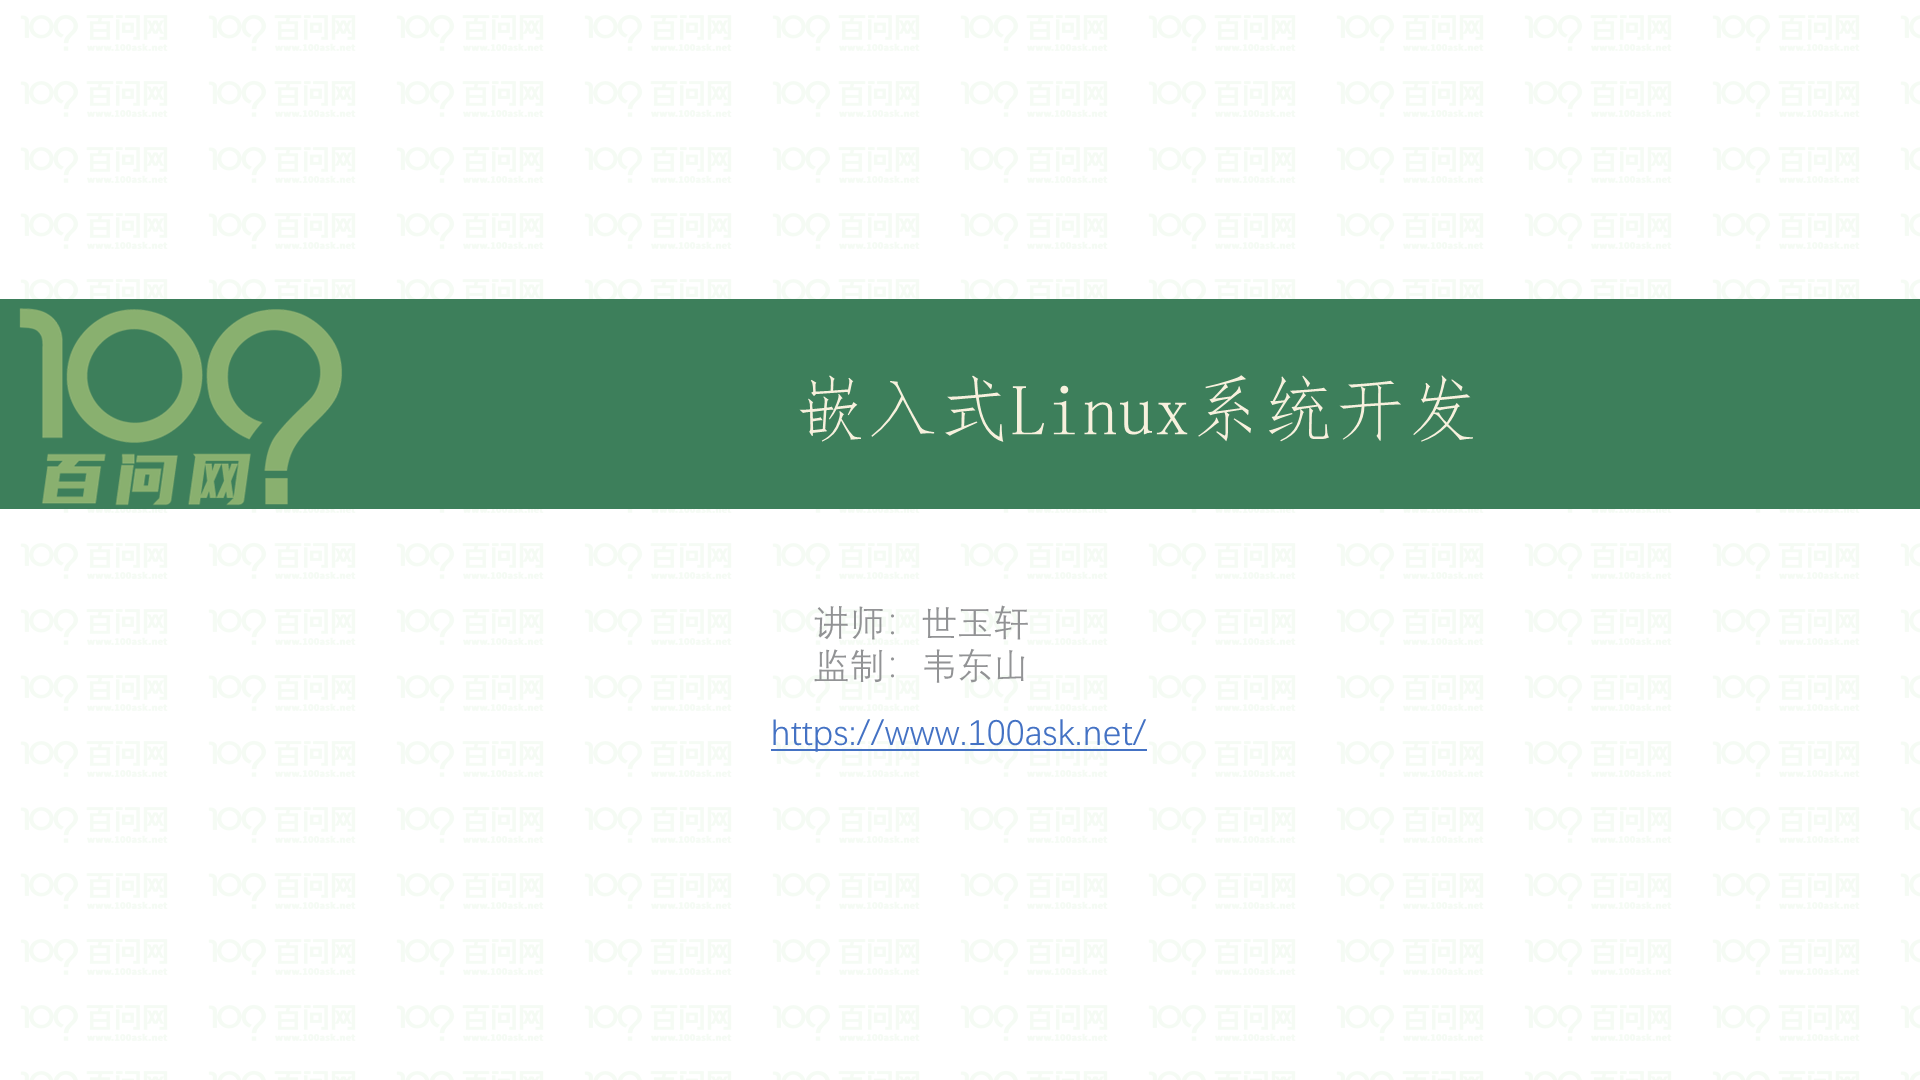 100?
百问网
嵌入式Linux系统开发
讲师：世玉轩
监制：韦东山
https://www.100ask.net/